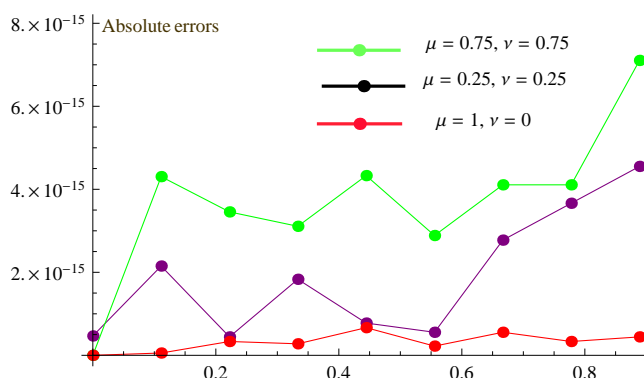 8. × 10⁻¹⁵ Absolute errors
μ = 0.75, ν = 0.75
μ = 0.25, ν = 0.25
6. × 10⁻¹⁵
μ = 1, ν = 0
4. × 10⁻¹⁵
2. × 10⁻¹⁵
0.2 0.4 0.6 0.8